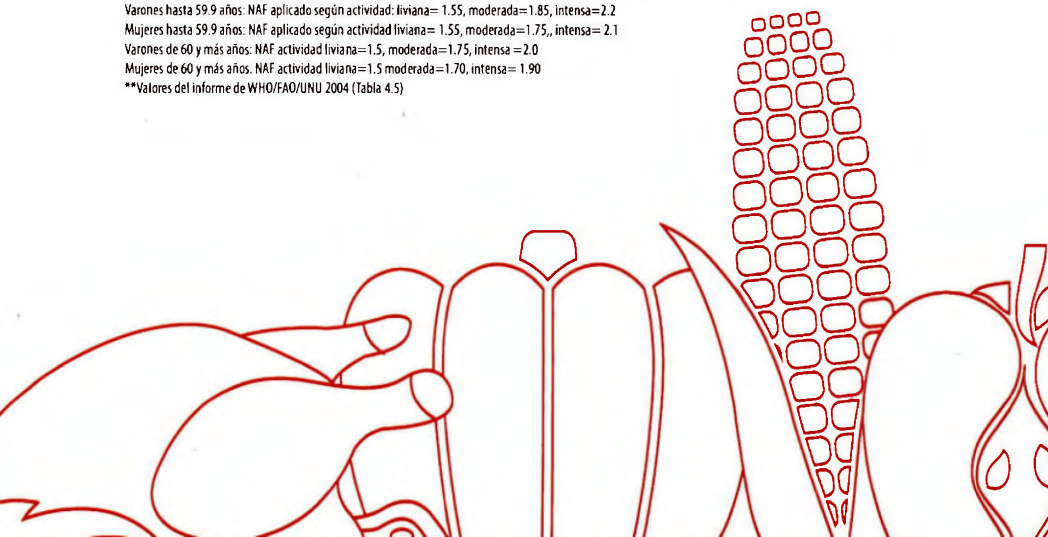 Varones hasta 59.9 años: NAF aplicado según actividad: liviana= 1.55, moderada=1.85, intensa=2.2
Mujeres hasta 59.9 años: NAF aplicado según actividad liviana= 1.55, moderada=1.75,, intensa= 2.1
Varones de 60 y más años: NAF actividad liviana=1.5, moderada=1.75, intensa =2.0
Mujeres de 60 y más años. NAF actividad liviana=1.5 moderada=1.70, intensa= 1.90
**Valores del informe de WHO/FAO/UNU 2004 (Tabla 4.5)